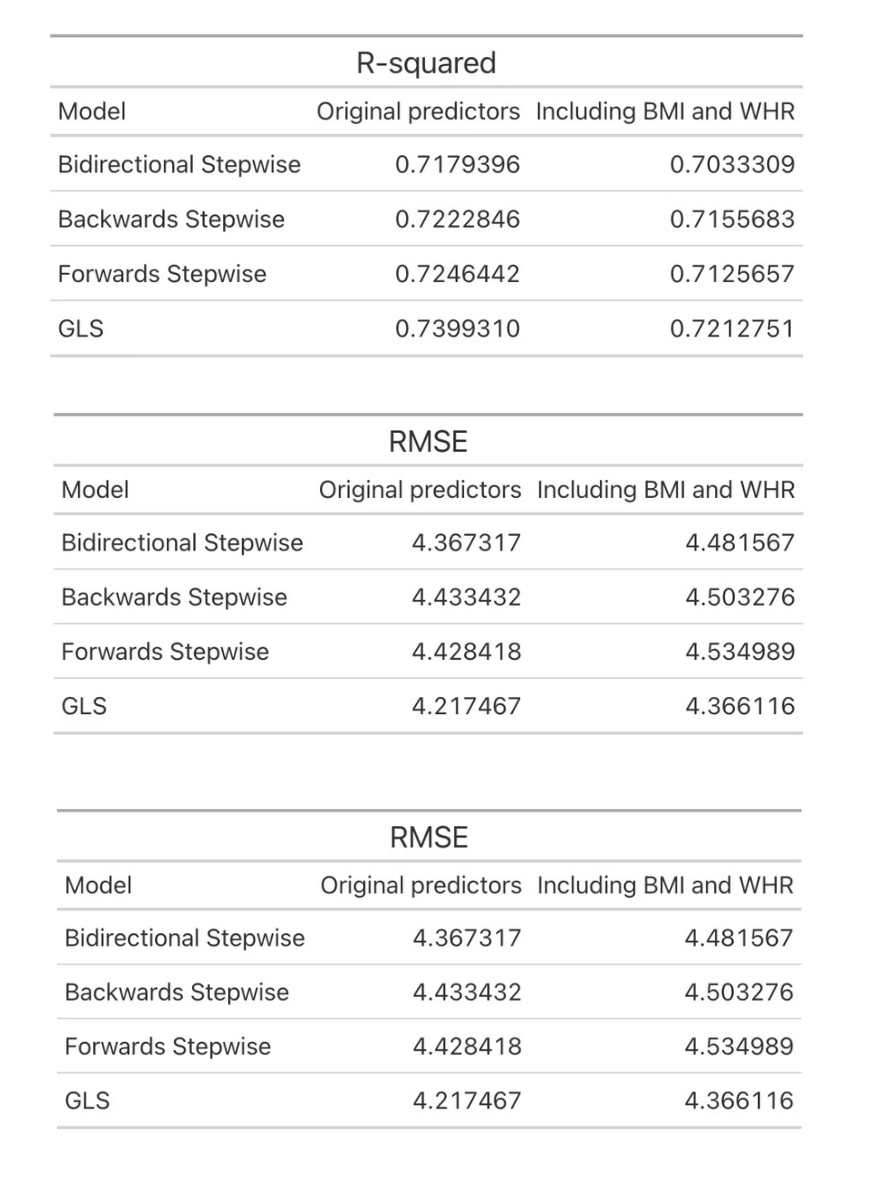 R-squared
Model Original predictors Including BMI and WHR
Bidirectional Stepwise 0.7179396 0.7033309
Backwards Stepwise 0.7222846 0.7155683
Forwards Stepwise 0.7246442 0.7125657
GLS 0.7399310 0.7212751
RMSE
Model Original predictors Including BMI and WHR
Bidirectional Stepwise 4.367317 4.481567
Backwards Stepwise 4.433432 4.503276
Forwards Stepwise 4.428418 4.534989
GLS 4.217467 4.366116
RMSE
Model Original predictors Including BMI and WHR
Bidirectional Stepwise 4.367317 4.481567
Backwards Stepwise 4.433432 4.503276
Forwards Stepwise 4.428418 4.534989
GLS 4.217467 4.366116